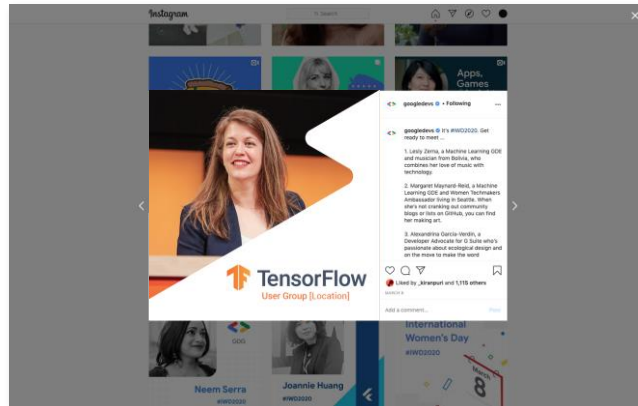 Instagram
Search
Apps,
Games
googledevs • Following
googledevs It's #IWD2020. Get
ready to meet ...
1. Lesly Zerna, a Machine Learning GDE
and musician from Bolivia, who
combines her love of music with
technology.
2. Margaret Maynard-Reid, a Machine
Learning GDE and Women Techmakers
Ambassador living in Seattle. When
she's not cranking out community
blogs or lists on GitHub, you can find
her making art.
3. Alexandrina Garcia-Verdin, a
Developer Advocate for G Suite who's
passionate about ecological design and
on the move to make the word
TensorFlow
User Group [Location]
Liked by _kiranpuri und 1,115 others
MARCH 8
Add a comment...
Post
GDG
Neem Serra
#IWD2020
Joannie Huang
#IWD2020
International
Women's Day
#IWD2020
March
8